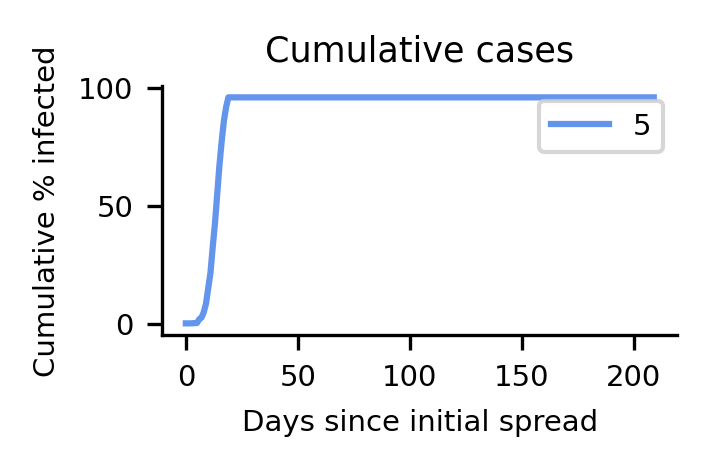 Cumulative cases
Cumulative % infected
100
50
0
5
0 50 100 150 200
Days since initial spread